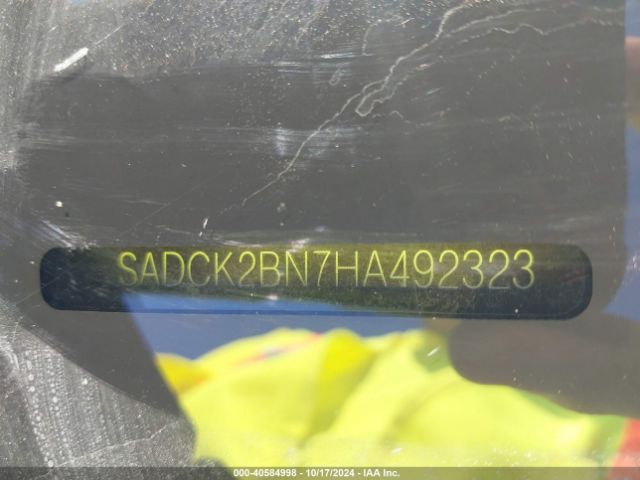 SADCK2BN7HA492323
000-40584998 - 10/17/2024 - IAA Inc.